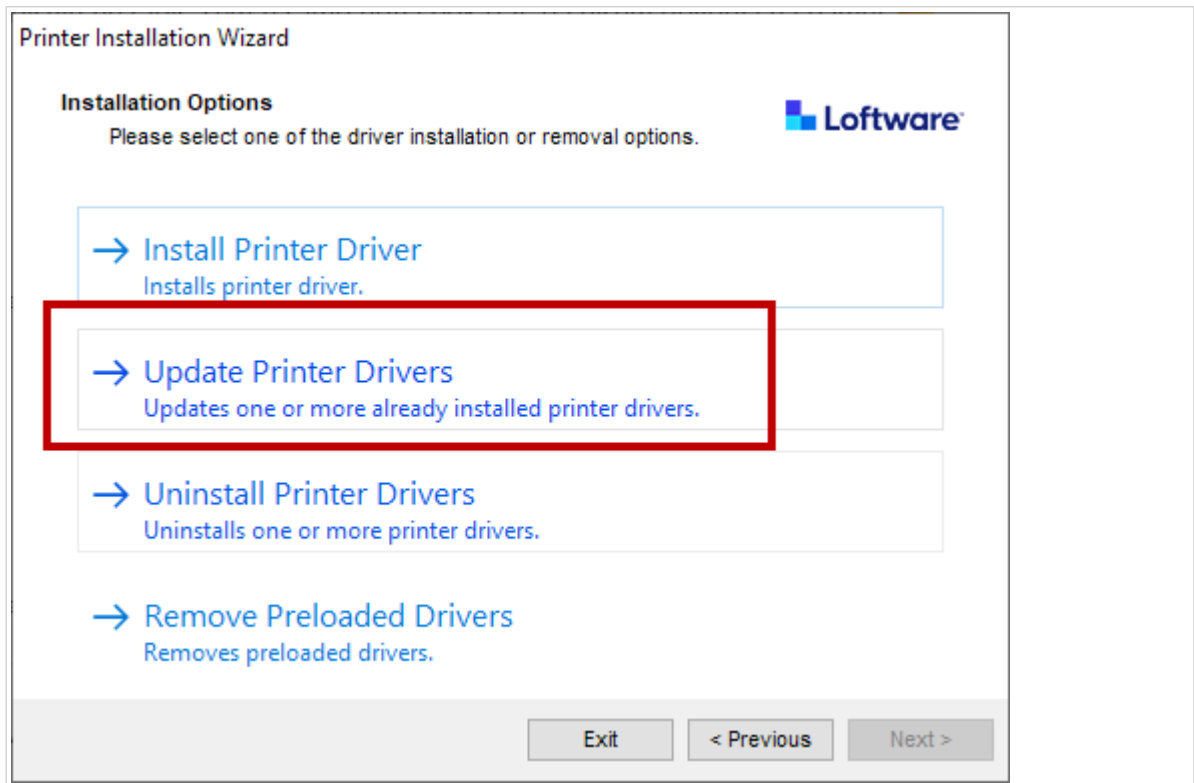 Printer Installation Wizard
Installation Options
Please select one of the driver installation or removal options.
Loftware
→ Install Printer Driver
Installs printer driver.
→ Update Printer Drivers
Updates one or more already installed printer drivers.
→ Uninstall Printer Drivers
Uninstalls one or more printer drivers.
→ Remove Preloaded Drivers
Removes preloaded drivers.
Exit
< Previous
Next >